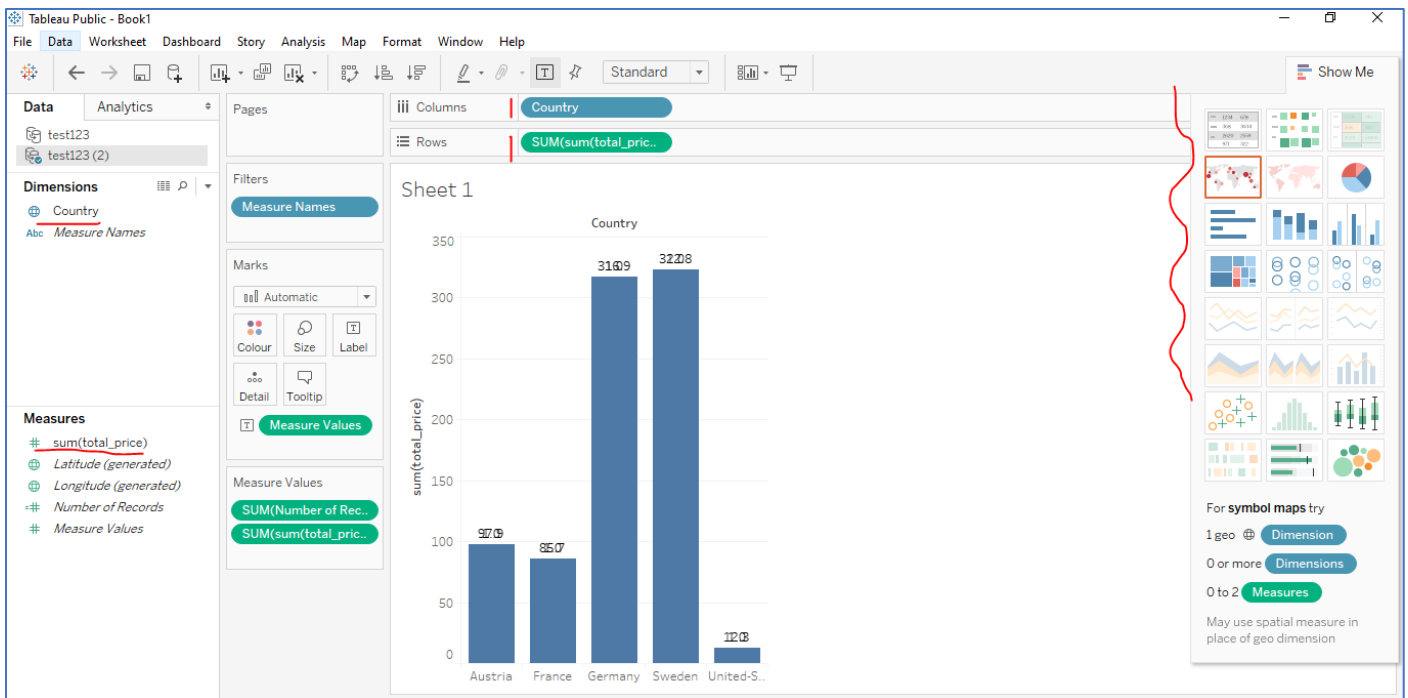 Tableau Public - Book1
File Data Worksheet Dashboard Story Analysis Map Format Window Help
Standard
Show Me
Data Analytics
test123
test123 (2)
Dimensions
Country
Abc Measure Names
Measures
sum(total_price)
Latitude (generated)
Longitude (generated)
Number of Records
Measure Values
Pages
Filters
Measure Names
Marks
Automatic
Colour Size Label
Detail Tooltip
Measure Values
Measure Values
SUM(Number of Rec..
SUM(sum(total_pric..
Columns Country
Rows SUM(sum(total_pric..
Sheet 1
Country
sum(total_price)
350
300
250
200
150
100
50
0
Austria France Germany Sweden United-S..
For symbol maps try
1 geo Dimension
0 or more Dimensions
0 to 2 Measures
May use spatial measure in
place of geo dimension